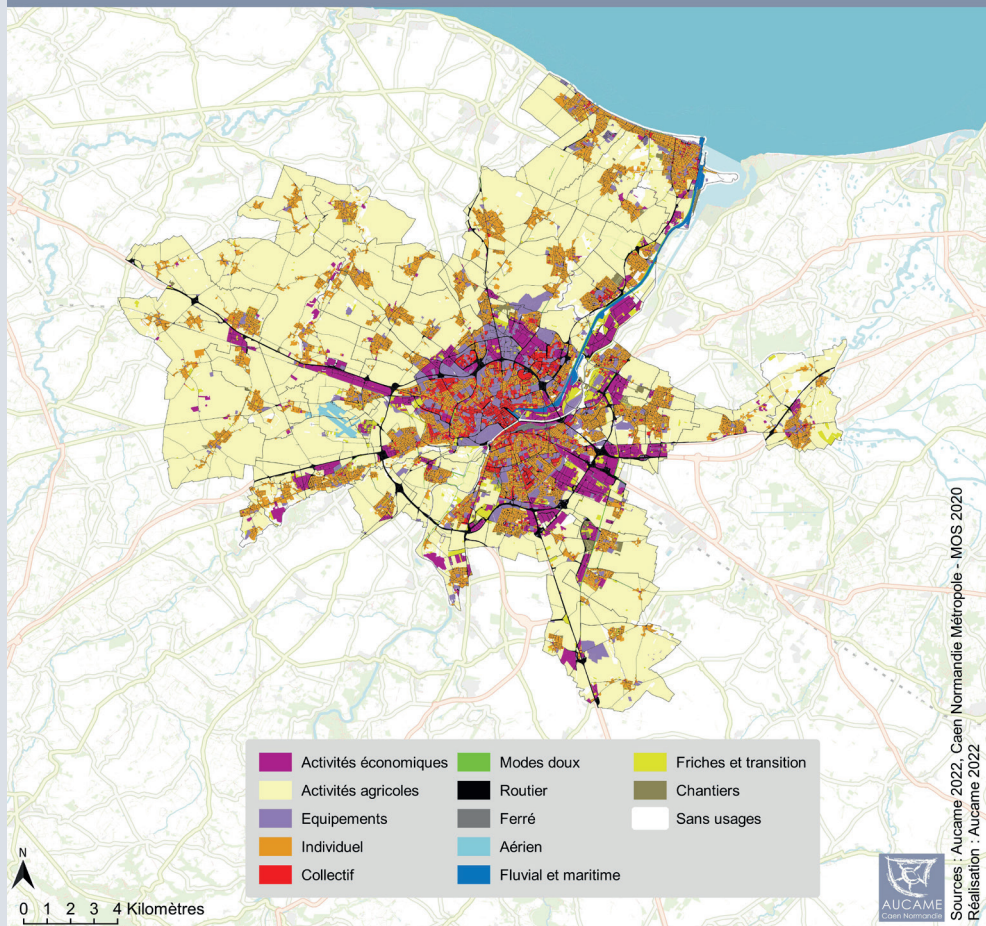 Activités économiques
Activités agricoles
Equipements
Individuel
Collectif
Modes doux
Routier
Ferré
Aérien
Fluvial et maritime
Friches et transition
Chantiers
Sans usages
N
0 1 2 3 4 Kilomètres
AUCAME
Caen Normandie
Sources : Aucame 2022, Caen Normandie Métropole - MOS 2020
Réalisation : Aucame 2022